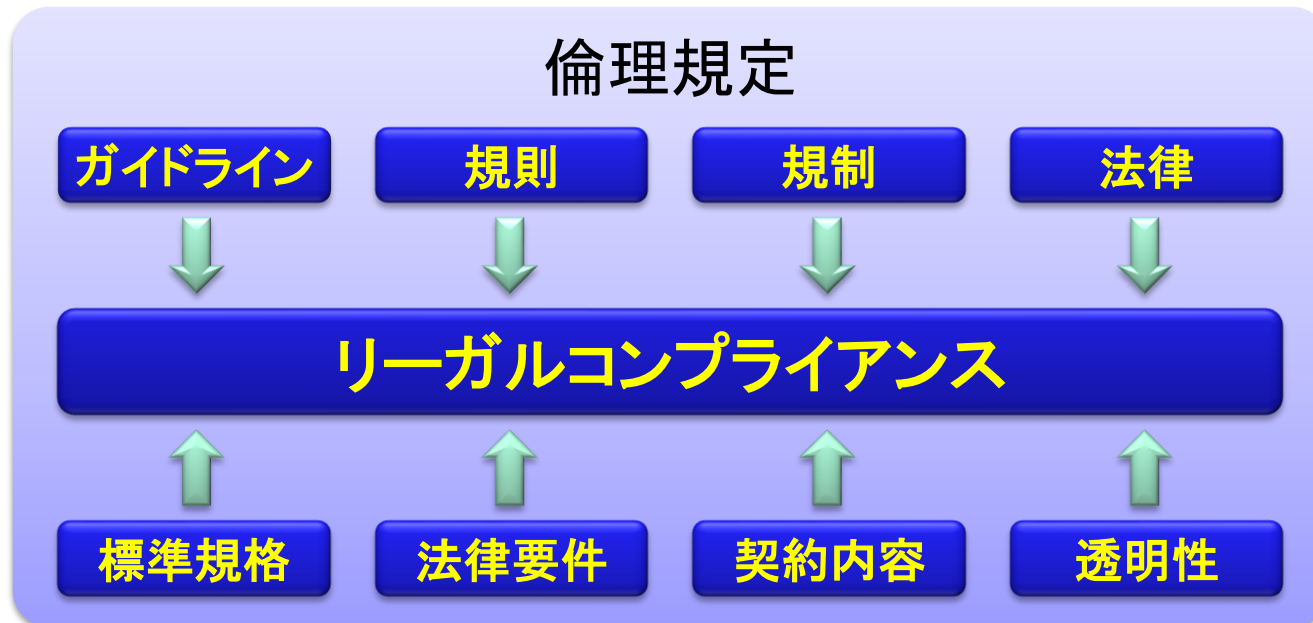 倫理規定
ガイドライン
規則
規制
法律
リーガルコンプライアンス
標準規格
法律要件
契約内容
透明性